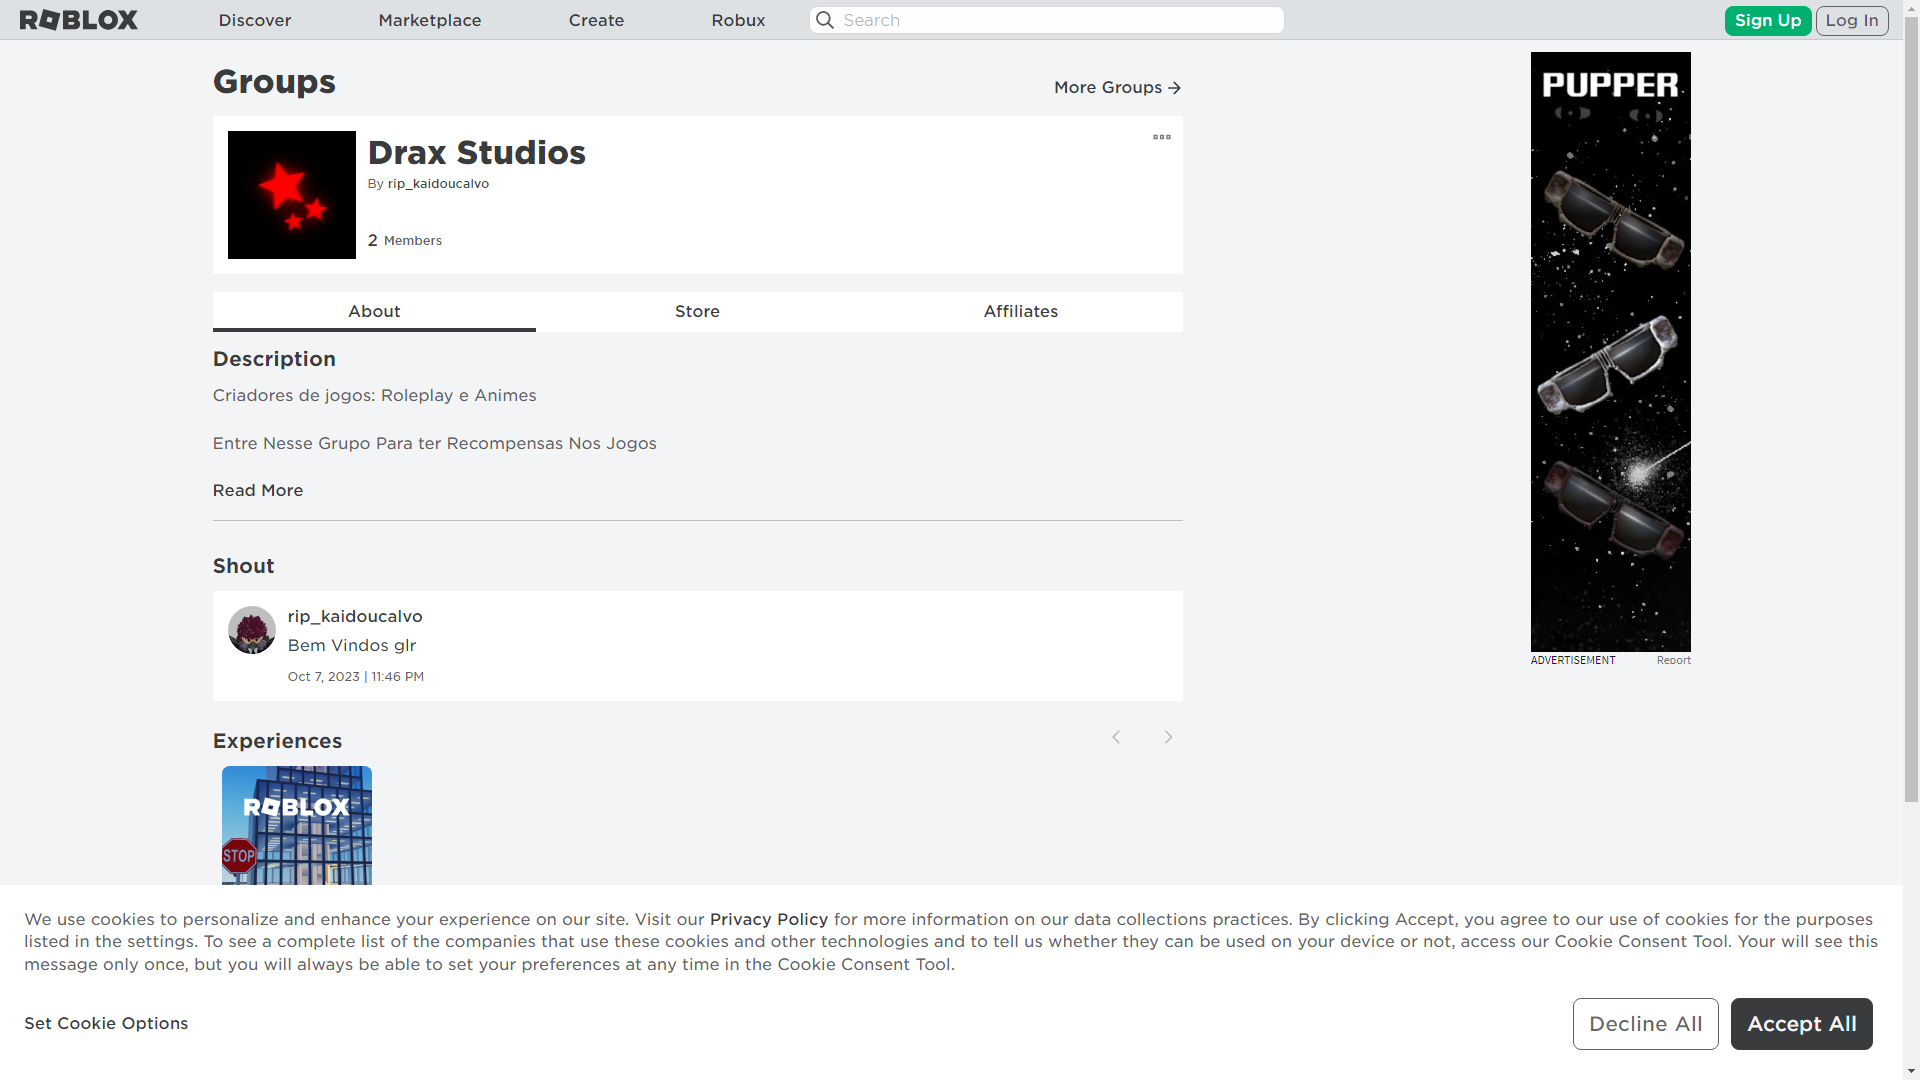 ROBLOX
Discover
Marketplace
Create
Robux
Search
Sign Up
Log In
Groups
More Groups
Drax Studios
By rip_kaidoucalvo
2 Members
About
Store
Affiliates
Description
Criadores de jogos: Roleplay e Animes
Entre Nesse Grupo Para ter Recompensas Nos Jogos
Read More
Shout
rip_kaidoucalvo
Bem Vindos glr
Oct 7, 2023 | 11:46 PM
Experiences
ROBLOX
STOP
PUPPER
ADVERTISEMENT
Report
We use cookies to personalize and enhance your experience on our site. Visit our Privacy Policy for more information on our data collections practices. By clicking Accept, you agree to our use of cookies for the purposes
listed in the settings. To see a complete list of the companies that use these cookies and other technologies and to tell us whether they can be used on your device or not, access our Cookie Consent Tool. Your will see this
message only once, but you will always be able to set your preferences at any time in the Cookie Consent Tool.
Set Cookie Options
Decline All
Accept All